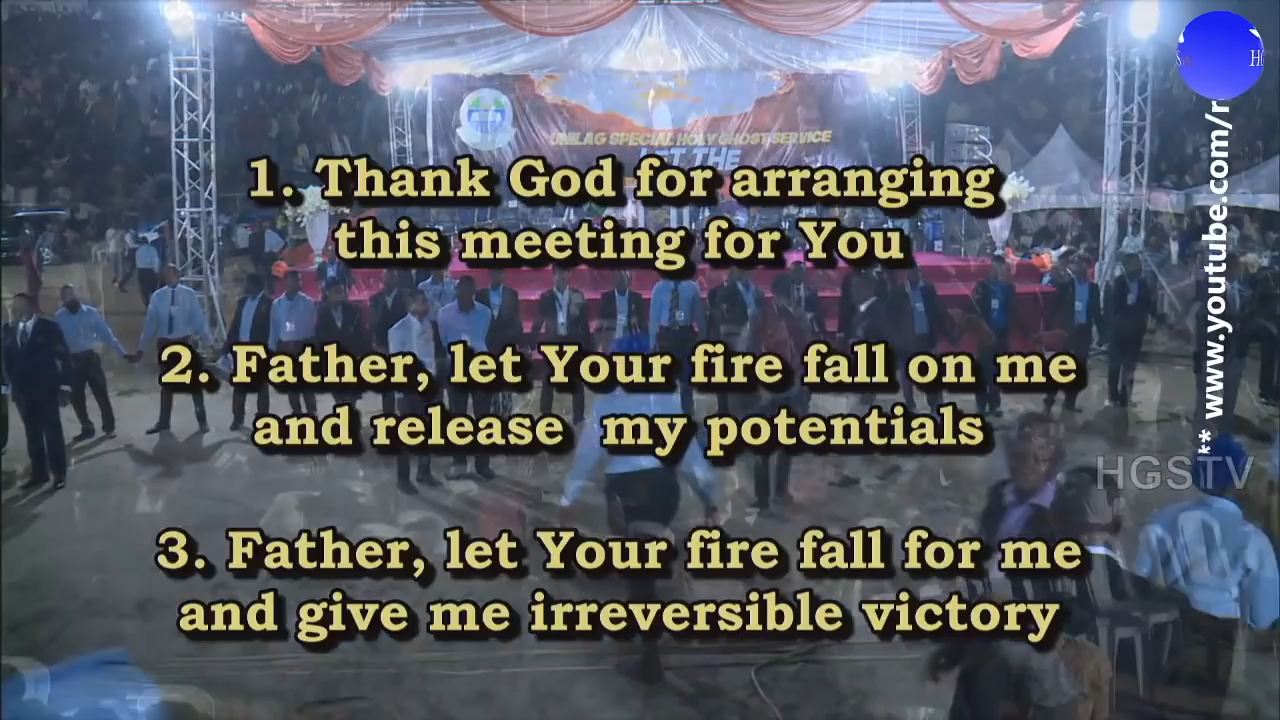 UNILAG SPECIAL HOLY GHOST SERVICE
LET THE
1. Thank God for arranging
this meeting for You
2. Father, let Your fire fall on me
and release my potentials
3. Father, let Your fire fall for me
and give me irreversible victory
** www.youtube.com/r
HGSTV